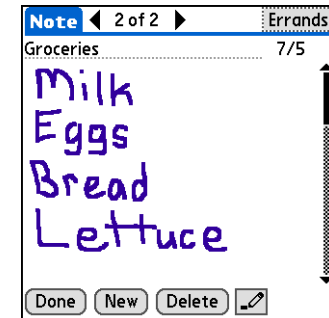 Note 2 of 2 Errands
Groceries 7/5
Milk
Eggs
Bread
Lettuce
Done New Delete